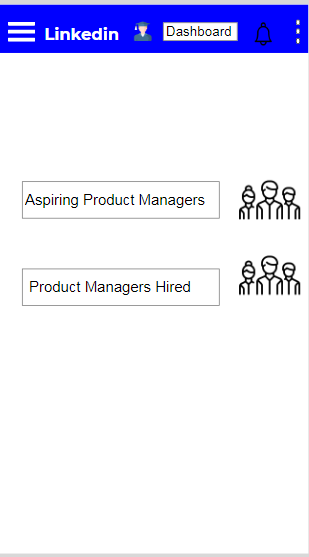 Linkedin
Dashboard
Aspiring Product Managers
Product Managers Hired